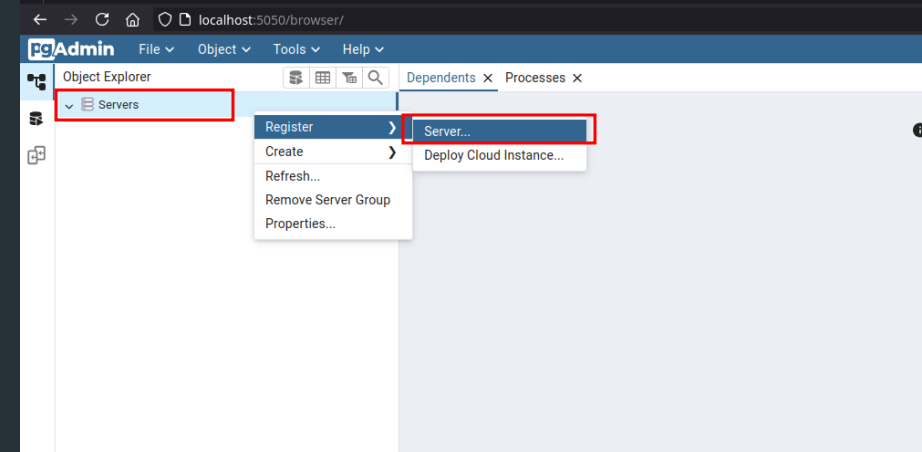 localhost:5050/browser/
pgAdmin File Object Tools Help
Object Explorer Dependents Processes
Servers
Register Server...
Create Deploy Cloud Instance...
Refresh...
Remove Server Group
Properties...